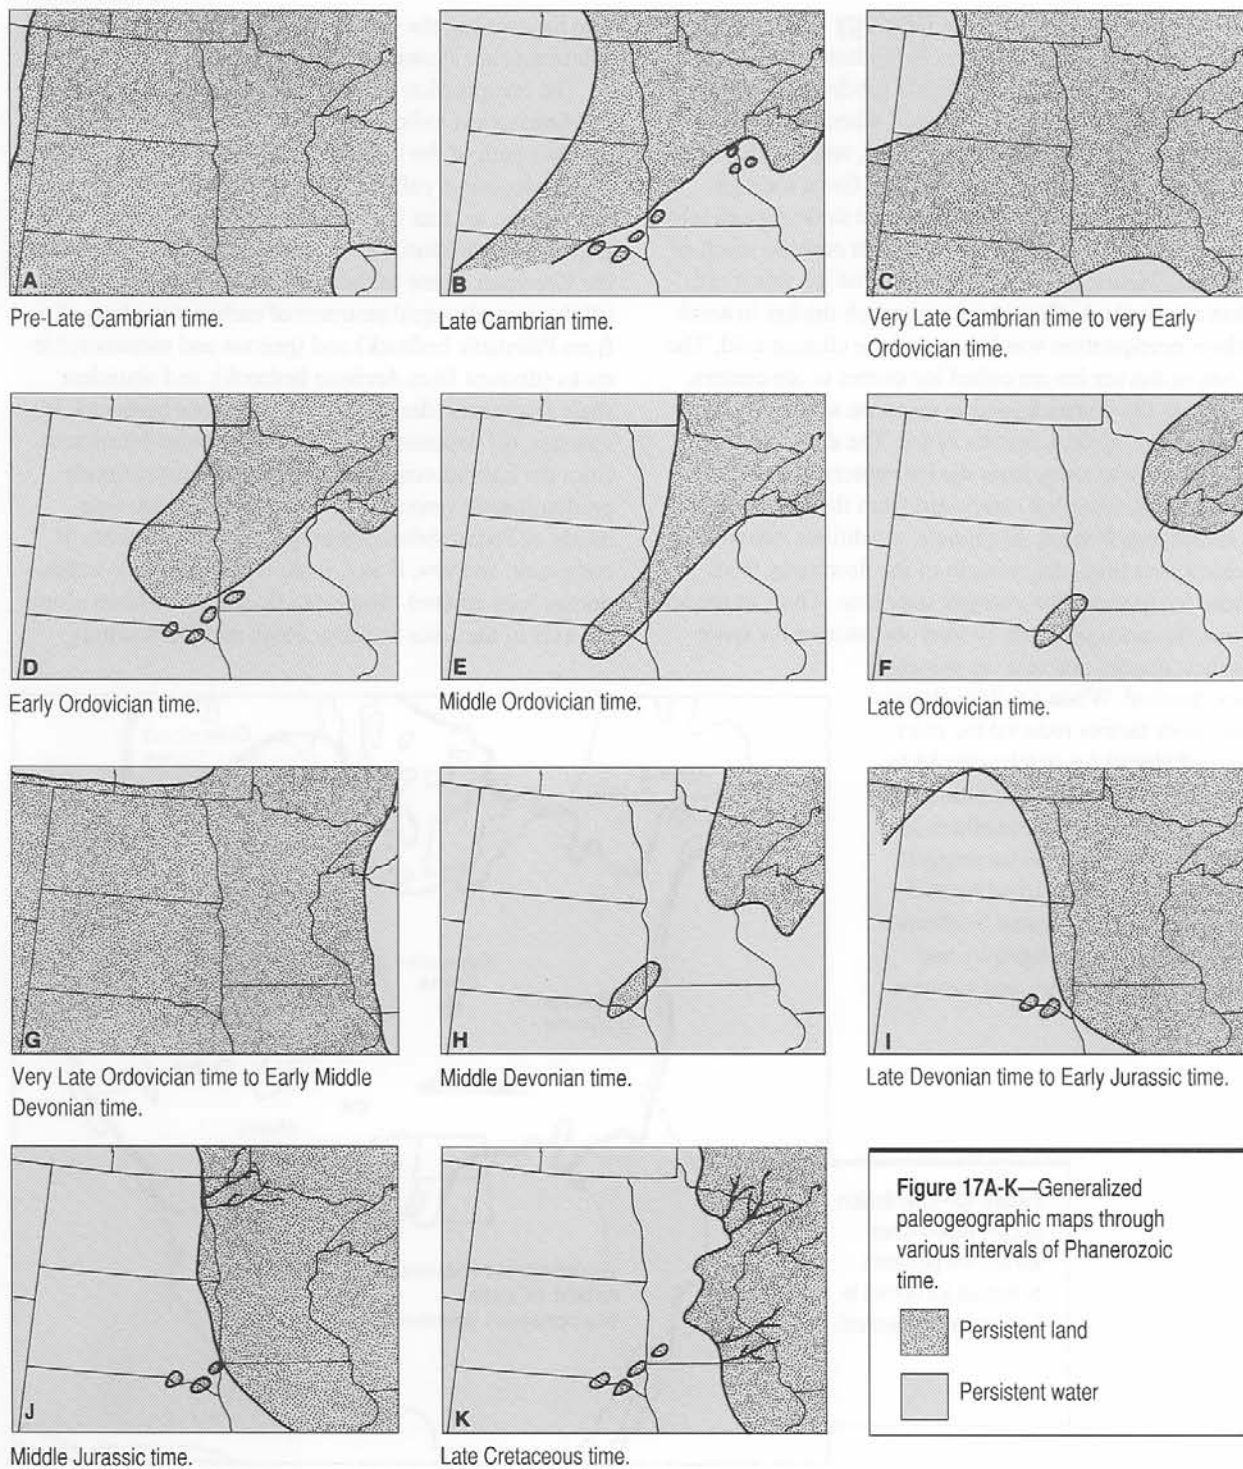 A
Pre-Late Cambrian time.
B
Late Cambrian time.
C
Very Late Cambrian time to very Early
Ordovician time.
D
Early Ordovician time.
E
Middle Ordovician time.
F
Late Ordovician time.
G
Very Late Ordovician time to Early Middle
Devonian time.
H
Middle Devonian time.
I
Late Devonian time to Early Jurassic time.
J
Middle Jurassic time.
K
Late Cretaceous time.
Figure 17A-K—Generalized
paleogeographic maps through
various intervals of Phanerozoic
time.
Persistent land
Persistent water